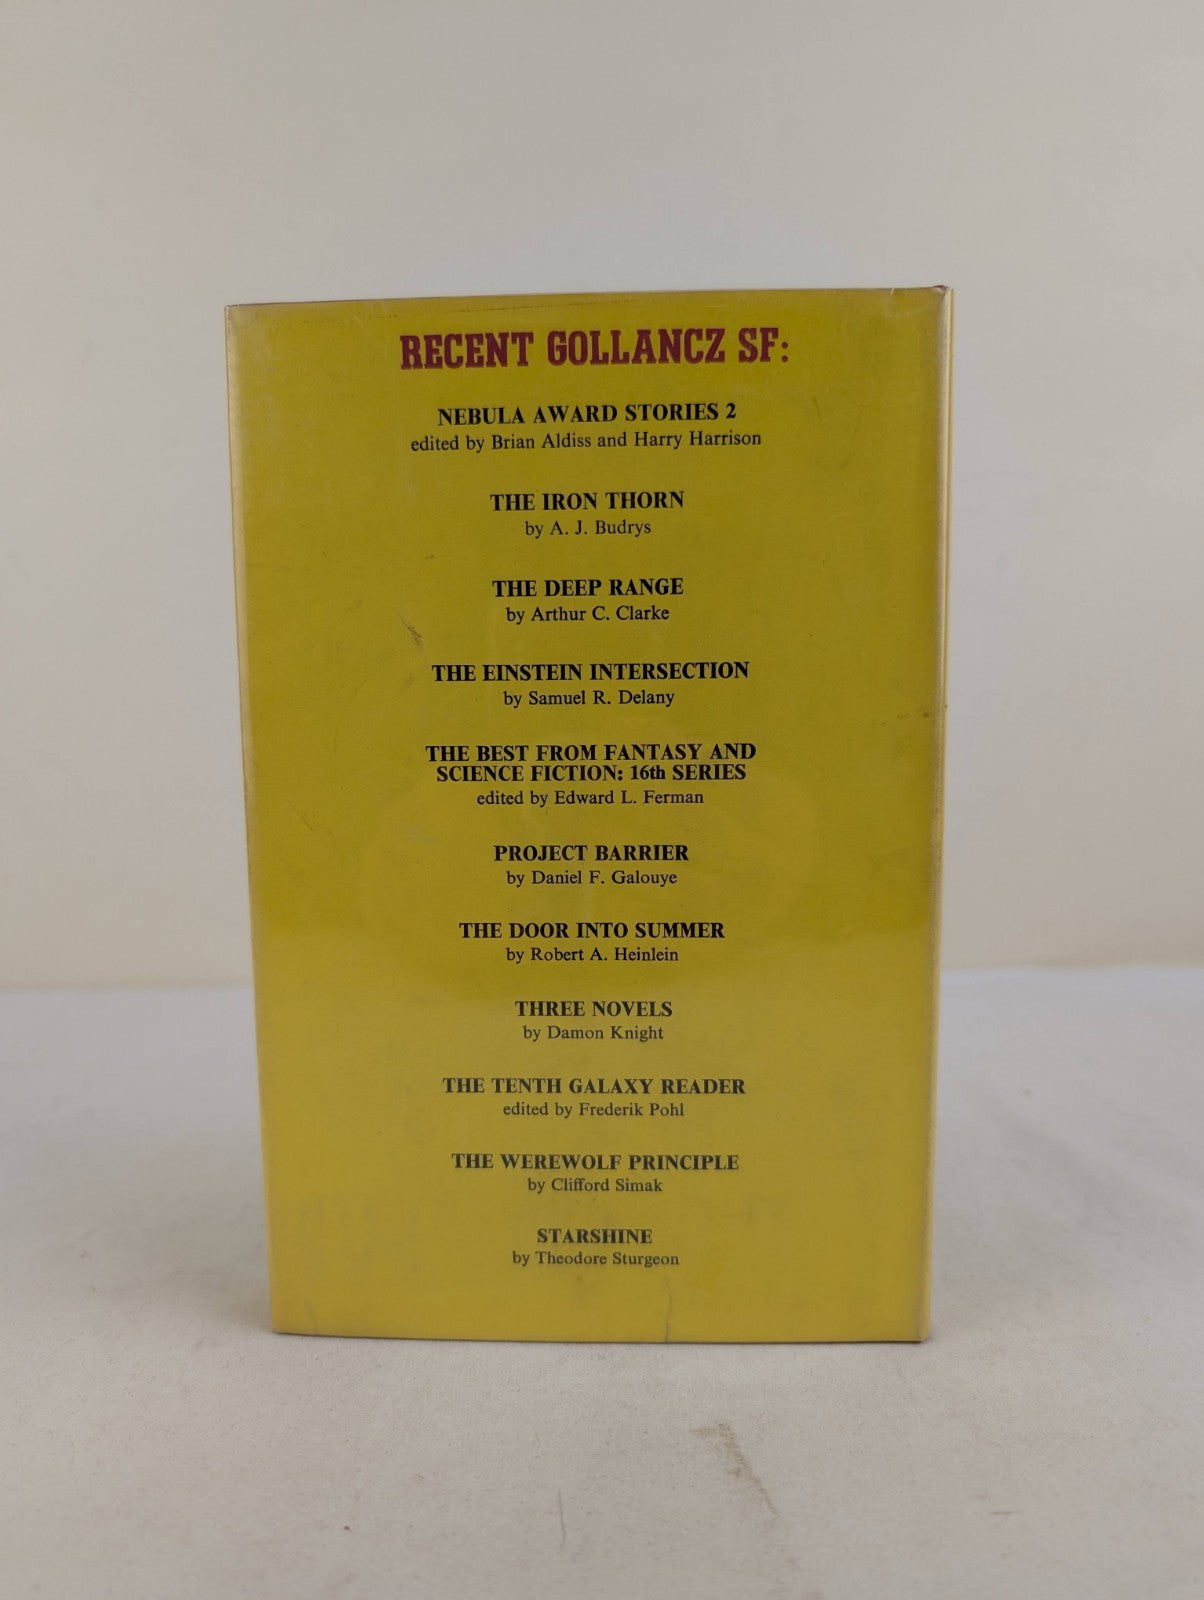 RECENT GOLLANCZ SF:
NEBULA AWARD STORIES 2
edited by Brian Aldiss and Harry Harrison
THE IRON THORN
by A. J. Budrys
THE DEEP RANGE
by Arthur C. Clarke
THE EINSTEIN INTERSECTION
by Samuel R. Delany
THE BEST FROM FANTASY AND
SCIENCE FICTION: 16th SERIES
edited by Edward L. Ferman
PROJECT BARRIER
by Daniel F. Galouye
THE DOOR INTO SUMMER
by Robert A. Heinlein
THREE NOVELS
by Damon Knight
THE TENTH GALAXY READER
edited by Frederik Pohl
THE WEREWOLF PRINCIPLE
by Clifford Simak
STARSHINE
by Theodore Sturgeon